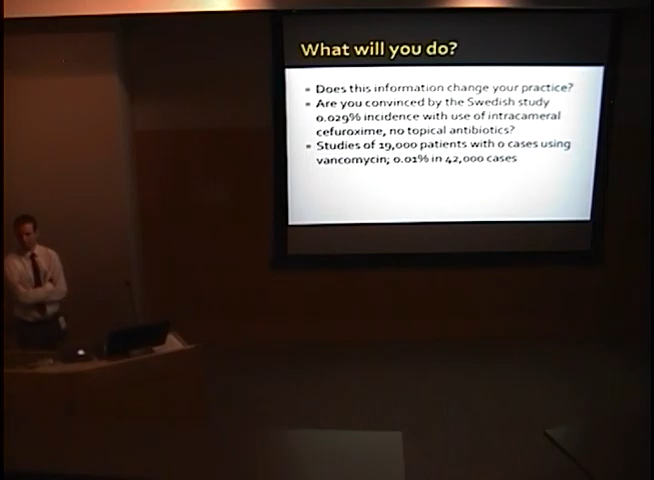 What will you do?
Does this information change your practice?
Are you convinced by the Swedish study
0.029% incidence with use of intracameral
cefuroxime, no topical antibiotics?
Studies of 19,000 patients with 0 cases using
vancomycin; 0.01% in 42,000 cases